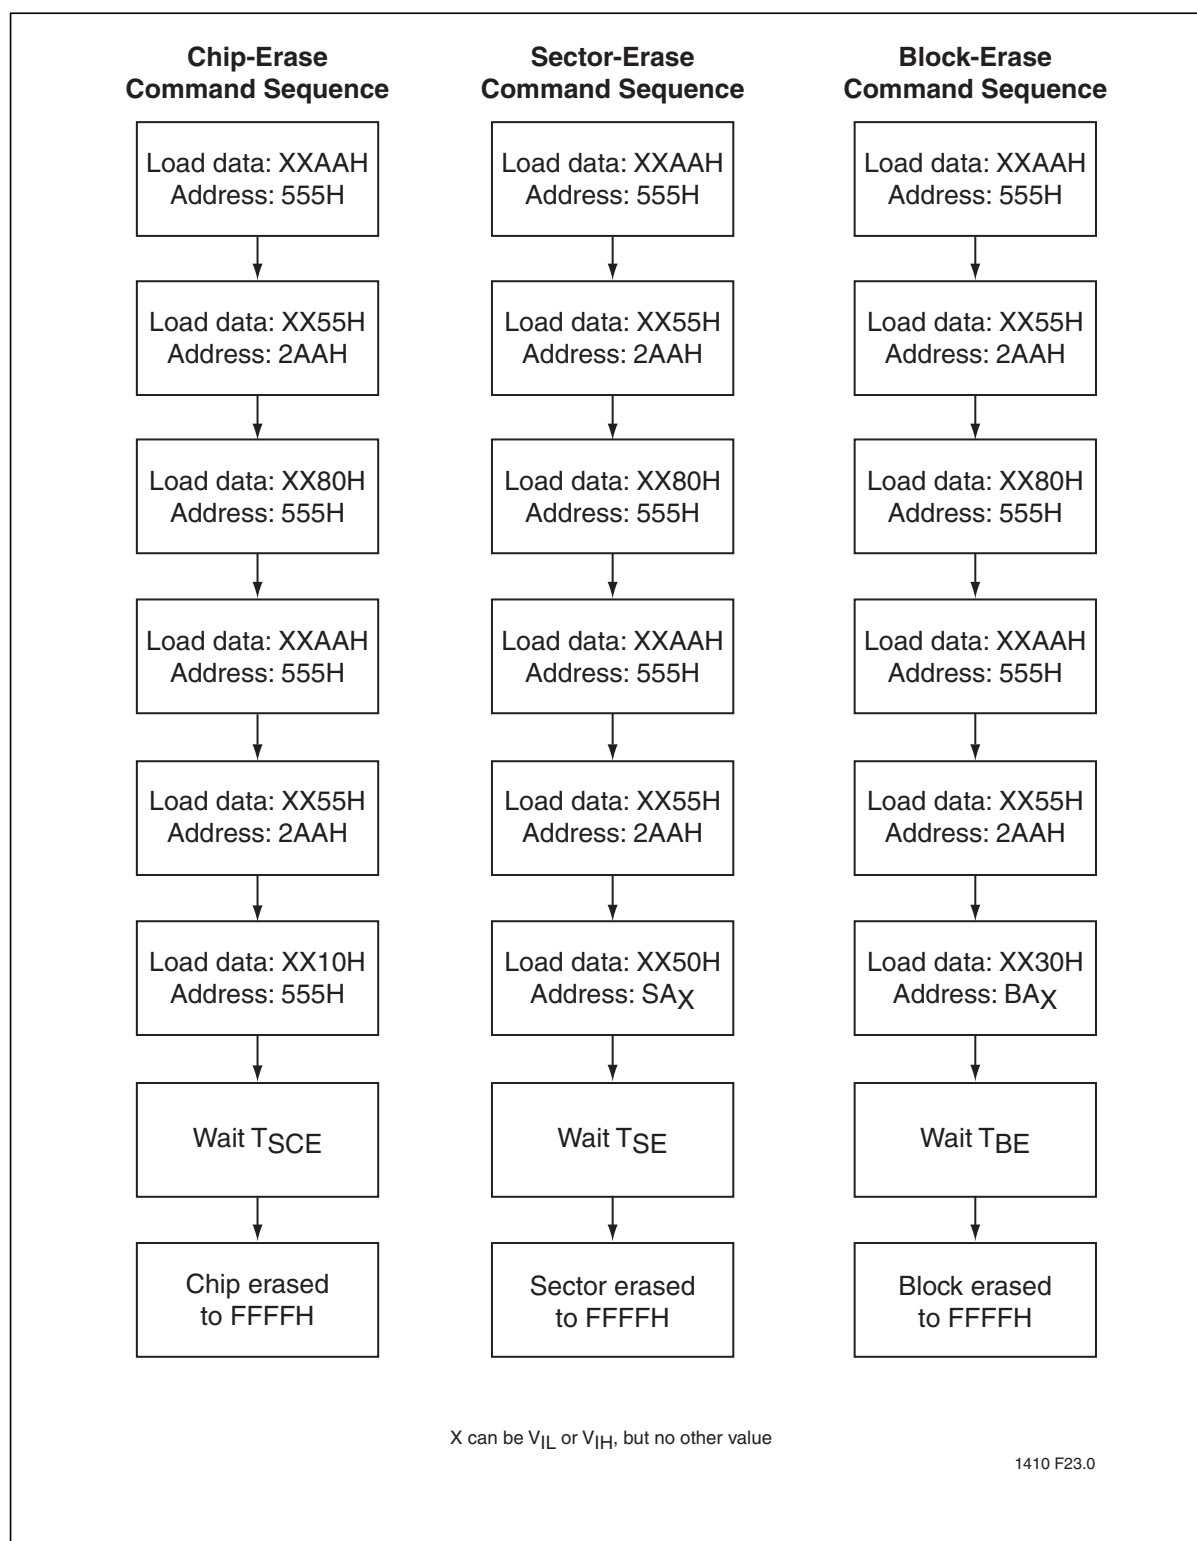 Chip-Erase
Command Sequence
Load data: XXAAH
Address: 555H
Load data: XX55H
Address: 2AAH
Load data: XX80H
Address: 555H
Load data: XXAAH
Address: 555H
Load data: XX55H
Address: 2AAH
Load data: XX10H
Address: 555H
Wait TSCE
Chip erased
to FFFFH
Sector-Erase
Command Sequence
Load data: XXAAH
Address: 555H
Load data: XX55H
Address: 2AAH
Load data: XX80H
Address: 555H
Load data: XXAAH
Address: 555H
Load data: XX55H
Address: 2AAH
Load data: XX50H
Address: SAX
Wait TSE
Sector erased
to FFFFH
Block-Erase
Command Sequence
Load data: XXAAH
Address: 555H
Load data: XX55H
Address: 2AAH
Load data: XX80H
Address: 555H
Load data: XXAAH
Address: 555H
Load data: XX55H
Address: 2AAH
Load data: XX30H
Address: BAX
Wait TBE
Block erased
to FFFFH
X can be VIL or VIH, but no other value
1410 F23.0